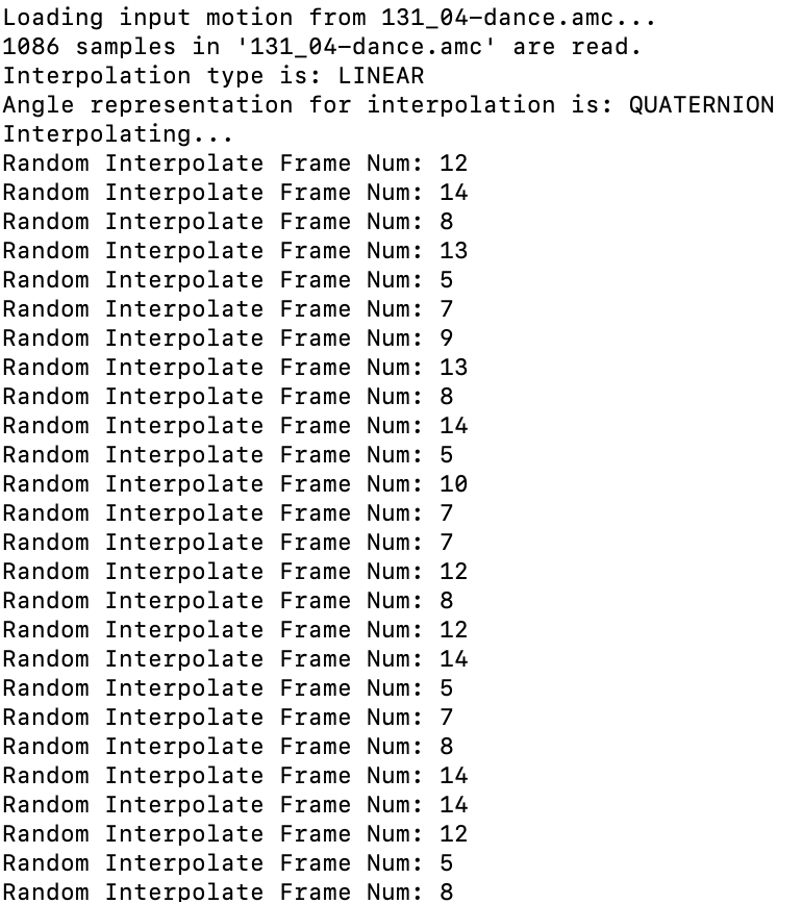 Loading input motion from 131_04-dance.amc...
1086 samples in '131_04-dance.amc' are read.
Interpolation type is: LINEAR
Angle representation for interpolation is: QUATERNION
Interpolating...
Random Interpolate Frame Num: 12
Random Interpolate Frame Num: 14
Random Interpolate Frame Num: 8
Random Interpolate Frame Num: 13
Random Interpolate Frame Num: 5
Random Interpolate Frame Num: 7
Random Interpolate Frame Num: 9
Random Interpolate Frame Num: 13
Random Interpolate Frame Num: 8
Random Interpolate Frame Num: 14
Random Interpolate Frame Num: 5
Random Interpolate Frame Num: 10
Random Interpolate Frame Num: 7
Random Interpolate Frame Num: 7
Random Interpolate Frame Num: 12
Random Interpolate Frame Num: 8
Random Interpolate Frame Num: 12
Random Interpolate Frame Num: 14
Random Interpolate Frame Num: 5
Random Interpolate Frame Num: 7
Random Interpolate Frame Num: 8
Random Interpolate Frame Num: 14
Random Interpolate Frame Num: 14
Random Interpolate Frame Num: 12
Random Interpolate Frame Num: 5
Random Interpolate Frame Num: 8